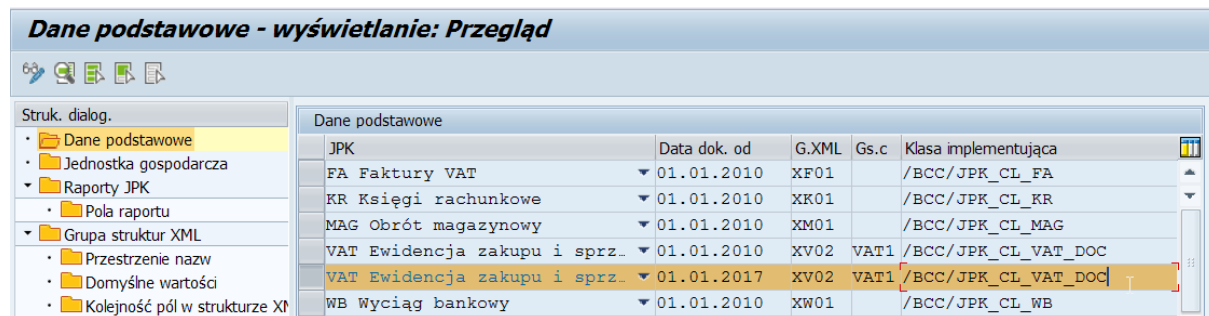 Dane podstawowe - wyświetlanie: Przegląd
Struk. dialog.
Dane podstawowe
Jednostka gospodarcza
Raporty JPK
Pola raportu
Grupa struktur XML
Przestrzenie nazw
Domyślne wartości
Kolejność pól w strukturze XM
Dane podstawowe
JPK Data dok. od G.XML Gs.c Klasa implementująca
FA Faktury VAT 01.01.2010 XF01 /BCC/JPK_CL_FA
KR Księgi rachunkowe 01.01.2010 XK01 /BCC/JPK_CL_KR
MAG Obrót magazynowy 01.01.2010 XM01 /BCC/JPK_CL_MAG
VAT Ewidencja zakupu i sprz… 01.01.2010 XV02 VAT1 /BCC/JPK_CL_VAT_DOC
VAT Ewidencja zakupu i sprz… 01.01.2017 XV02 VAT1 /BCC/JPK_CL_VAT_DOC
WB Wyciąg bankowy 01.01.2010 XW01 /BCC/JPK_CL_WB